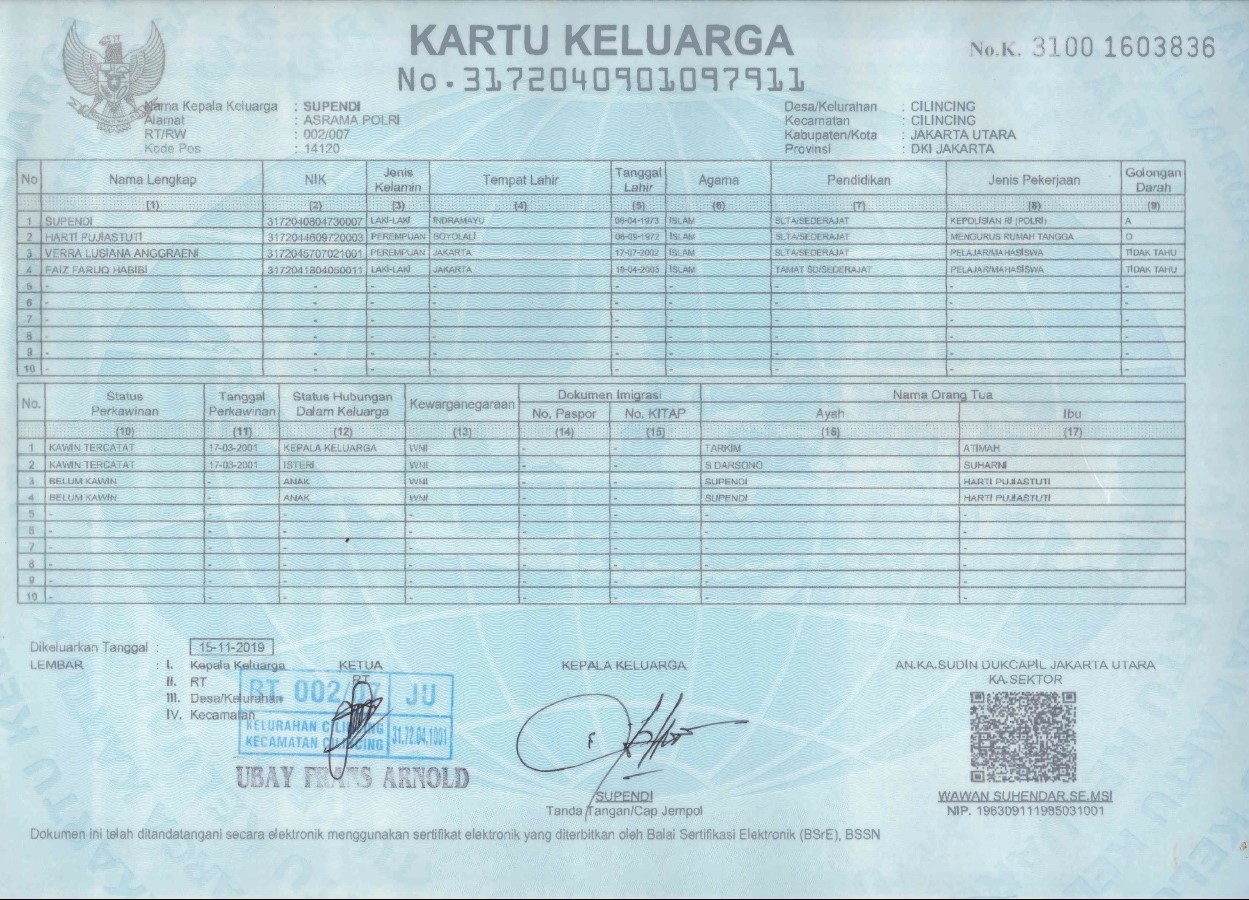 KARTU KELUARGA
No.3172040901097911
No.K. 3100 1603836
Nama Kepala Keluarga : SUPENDI
Alamat : ASRAMA POLRI
RT/RW : 002/007
Kode Pos : 14120
Desa/Kelurahan : CILINCING
Kecamatan : CILINCING
Kabupaten/Kota : JAKARTA UTARA
Provinsi : DKI JAKARTA
No Nama Lengkap NIK Jenis Kelamin Tempat Lahir Tanggal Lahir Agama Pendidikan Jenis Pekerjaan Golongan Darah
(1) (2) (3) (4) (5) (6) (7) (8) (9)
1 SUPENDI 3172040804730007 LAKI-LAKI INDRAMAYU 08-04-1973 ISLAM SLTA/SEDERAJAT KEPOLISIAN RI (POLRI) A
2 HARTI PUJIASTUTI 3172044609720003 PEREMPUAN BOYOLALI 06-09-1972 ISLAM SLTA/SEDERAJAT MENGURUS RUMAH TANGGA O
3 VERRA LUSIANA ANGGRAENI 3172045707021001 PEREMPUAN JAKARTA 17-07-2002 ISLAM SLTA/SEDERAJAT PELAJAR/MAHASISWA TIDAK TAHU
4 FAIZ FARUQ HABIBI 3172041804050011 LAKI-LAKI JAKARTA 18-04-2005 ISLAM TAMAT SD/SEDERAJAT PELAJAR/MAHASISWA TIDAK TAHU
5 - - - - - - - - -
6 - - - - - - - - -
7 - - - - - - - - -
8 - - - - - - - - -
9 - - - - - - - - -
10 - - - - - - - - -
No. Status Perkawinan Tanggal Perkawinan Status Hubungan Dalam Keluarga Kewarganegaraan Dokumen Imigrasi Nama Orang Tua
No. Paspor No. KITAP Ayah Ibu
(10) (11) (12) (13) (14) (15) (16) (17)
1 KAWIN TERCATAT 17-03-2001 KEPALA KELUARGA WNI - - TARKIM ATIMAH
2 KAWIN TERCATAT 17-03-2001 ISTERI WNI - - S DARSONO SUHARNI
3 BELUM KAWIN - ANAK WNI - - SUPENDI HARTI PUJIASTUTI
4 BELUM KAWIN - ANAK WNI - - SUPENDI HARTI PUJIASTUTI
5 - - - - - - - -
6 - - - - - - - -
7 - - - - - - - -
8 - - - - - - - -
9 - - - - - - - -
10 - - - - - - - -
Dikeluarkan Tanggal : 15-11-2019
LEMBAR : I. Kepala Keluarga
II. RT
III. Desa/Kelurahan
IV. Kecamatan
KETUA
RT
RT 002/07 JU
KELURAHAN CILINCING
KECAMATAN CILINCING
31.72.04.1001
UBAY FRANS ARNOLD
KEPALA KELUARGA
SUPENDI
Tanda Tangan/Cap Jempol
AN.KA.SUDIN DUKCAPIL JAKARTA UTARA
KA.SEKTOR
WAWAN SUHENDAR,SE,MSI
NIP. 196309111985031001
Dokumen ini telah ditandatangani secara elektronik menggunakan sertifikat elektronik yang diterbitkan oleh Balai Sertifikasi Elektronik (BSrE), BSSN